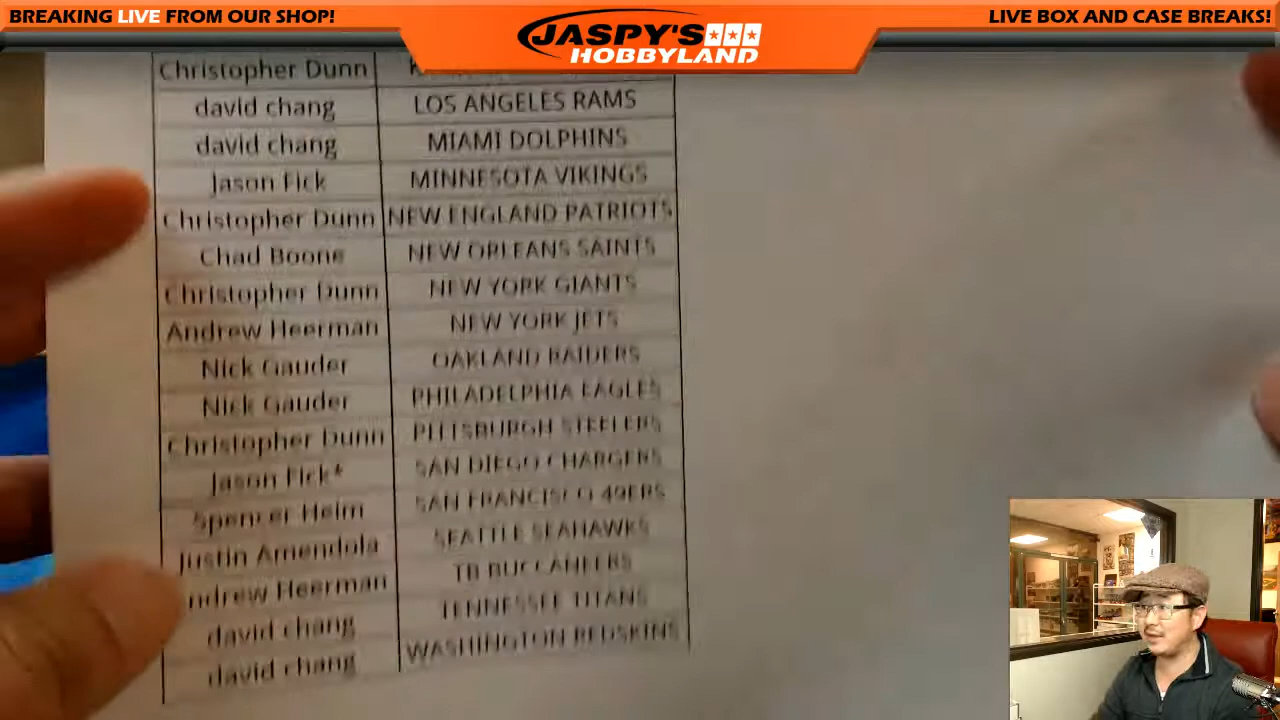 BREAKING LIVE FROM OUR SHOP!
JASPY'S
HOBBYLAND
LIVE BOX AND CASE BREAKS!
Christopher Dunn
david chang LOS ANGELES RAMS
david chang MIAMI DOLPHINS
Jason Fick MINNESOTA VIKINGS
Christopher Dunn NEW ENGLAND PATRIOTS
Chad Boone NEW ORLEANS SAINTS
Christopher Dunn NEW YORK GIANTS
Andrew Heerman NEW YORK JETS
Nick Gauder OAKLAND RAIDERS
Nick Gauder PHILADELPHIA EAGLES
Christopher Dunn PITTSBURGH STEELERS
Jason Fick* SAN DIEGO CHARGERS
Spencer Heim SAN FRANCISCO 49ERS
Justin Amendola SEATTLE SEAHAWKS
ndrew Heerman TB BUCCANEERS
david chang TENNESSEE TITANS
david chang WASHINGTON REDSKINS